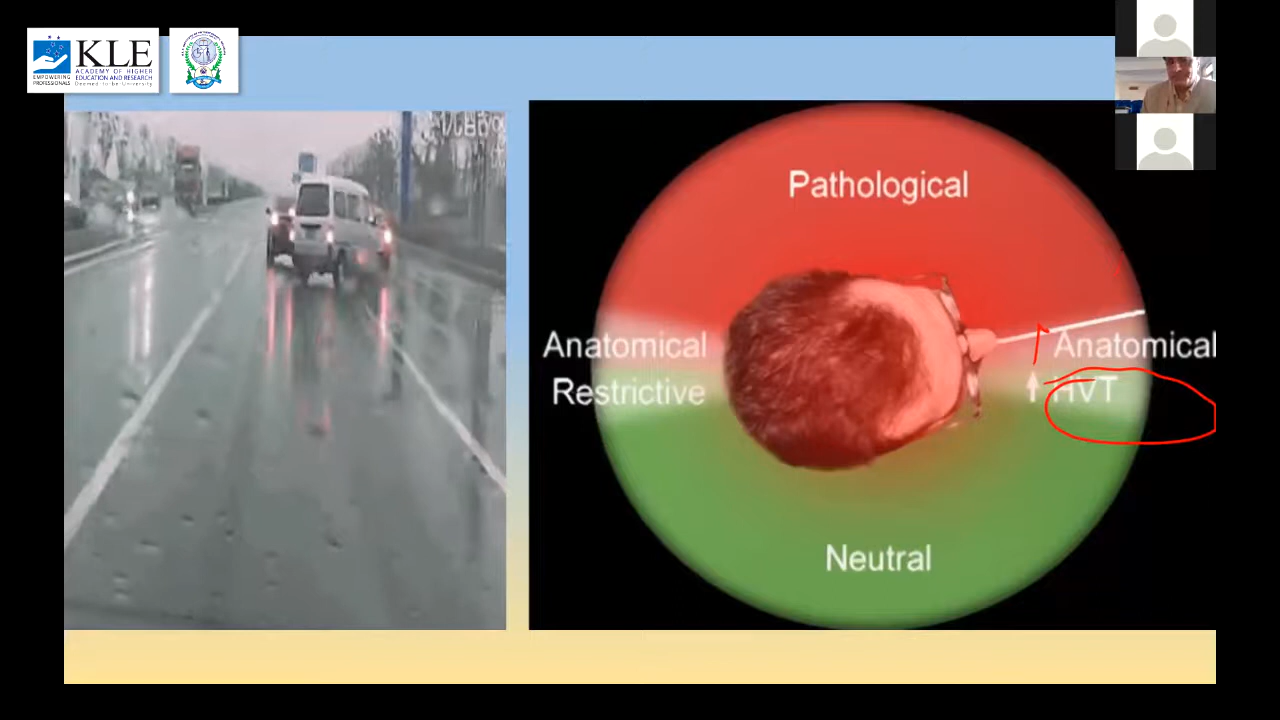 KLE
ACADEMY OF HIGHER
EDUCATION AND RESEARCH
Deemed-to-be-University
EMPOWERING
PROFESSIONALS
Pathological
Anatomical
Restrictive
Anatomical
HVT
Neutral